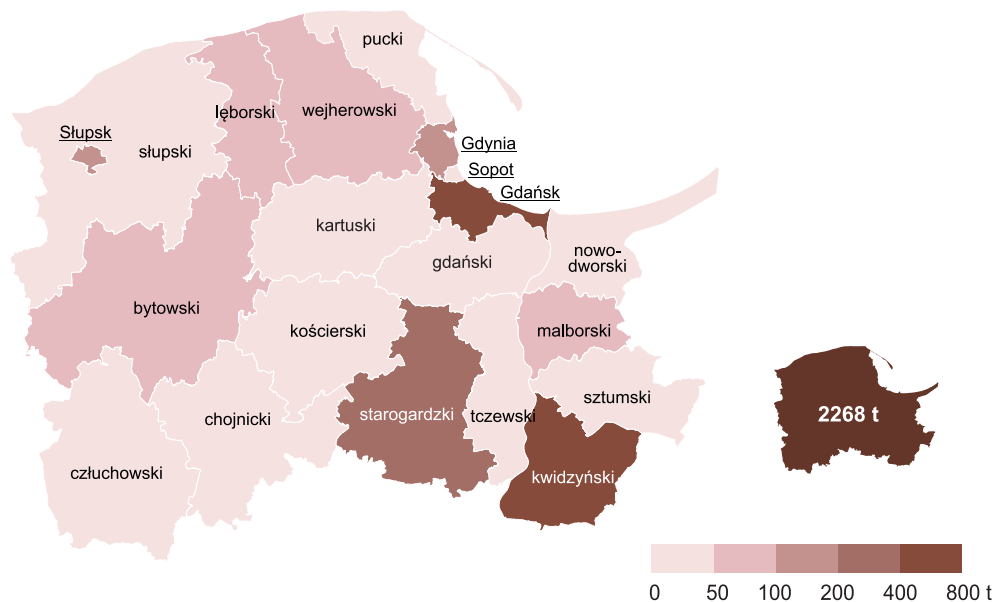 pucki
lęborski
wejherowski
Słupsk
słupski
Gdynia
Sopot
Gdańsk
kartuski
gdański
nowo-
dworski
bytowski
kościerski
malborski
sztumski
starogardzki
tczewski
chojnicki
człuchowski
kwidzyński
2268 t
0 50 100 200 400 800 t